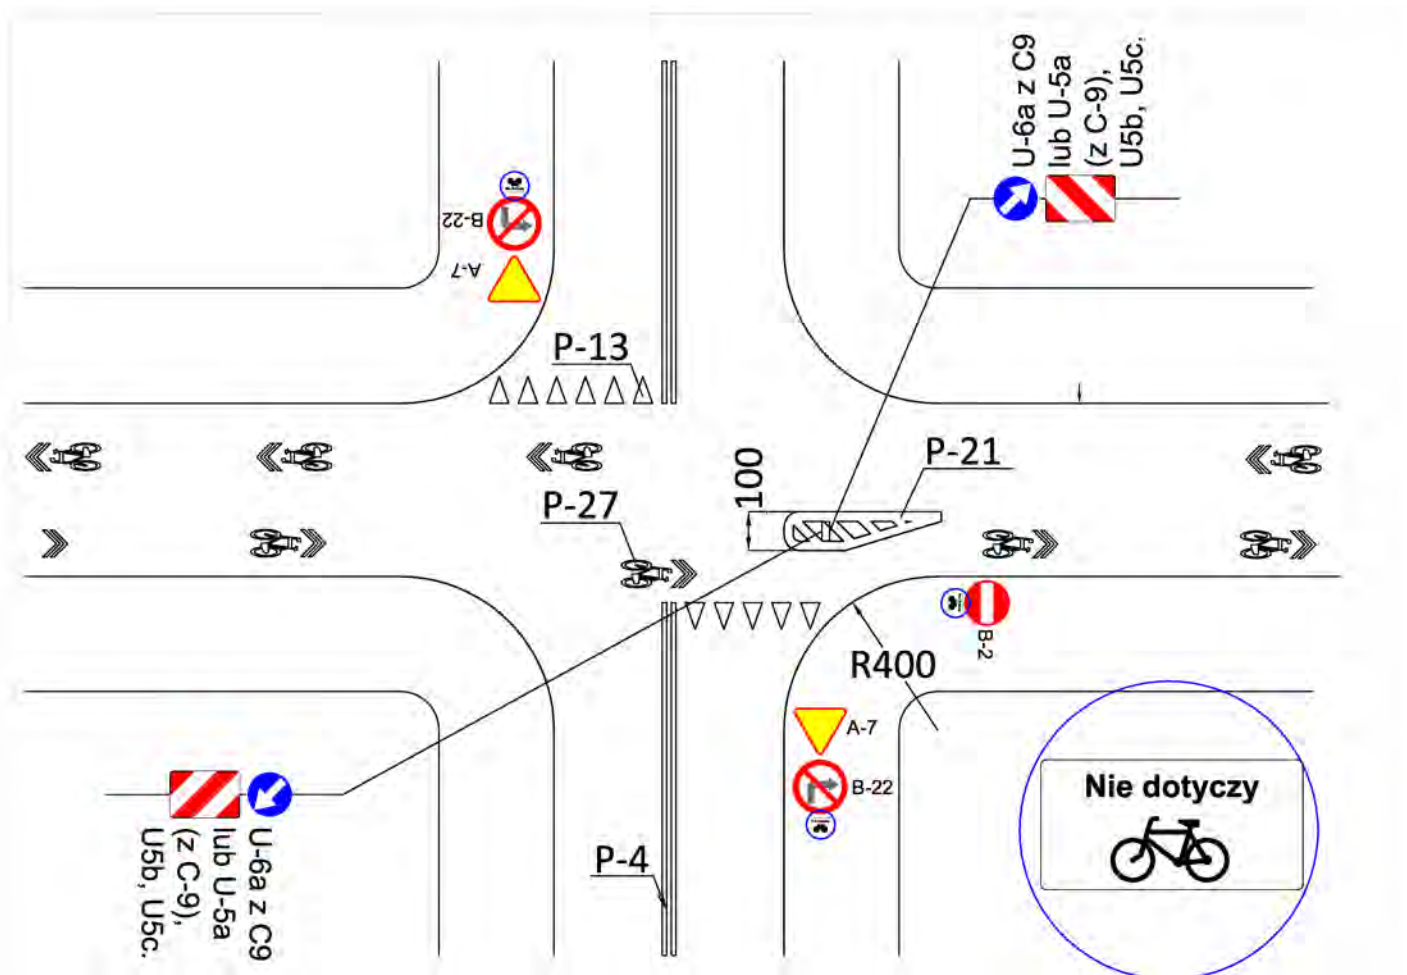 U-6a z C9
lub U-5a
(z C-9),
U5b, U5c.
B-22
A-7
P-13
P-21
100
P-27
B-2
R400
A-7
B-22
Nie dotyczy
P-4
U-6a z C9
lub U-5a
(z C-9),
U5b, U5c.